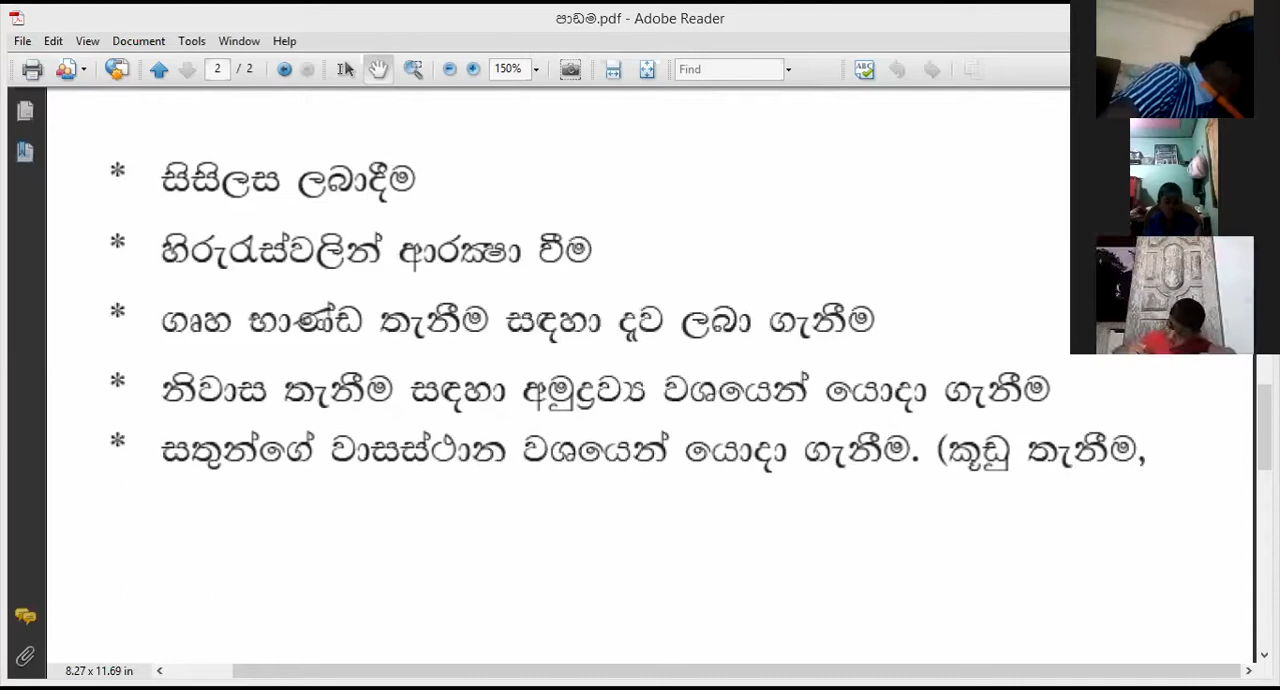 පාඩම.pdf - Adobe Reader
File Edit View Document Tools Window Help
2 / 2 150% Find
* සිසිලස ලබාදීම
* හිරුරැස්වලින් ආරක්‍ෂා වීම
* ගෘහ භාණ්ඩ තැනීම සඳහා දැව ලබා ගැනීම
* නිවාස තැනීම සඳහා අමුද්‍රව්‍ය වශයෙන් යොදා ගැනීම
* සතුන්ගේ වාසස්ථාන වශයෙන් යොදා ගැනීම. (කූඩු තැනීම,
8.27 x 11.69 in